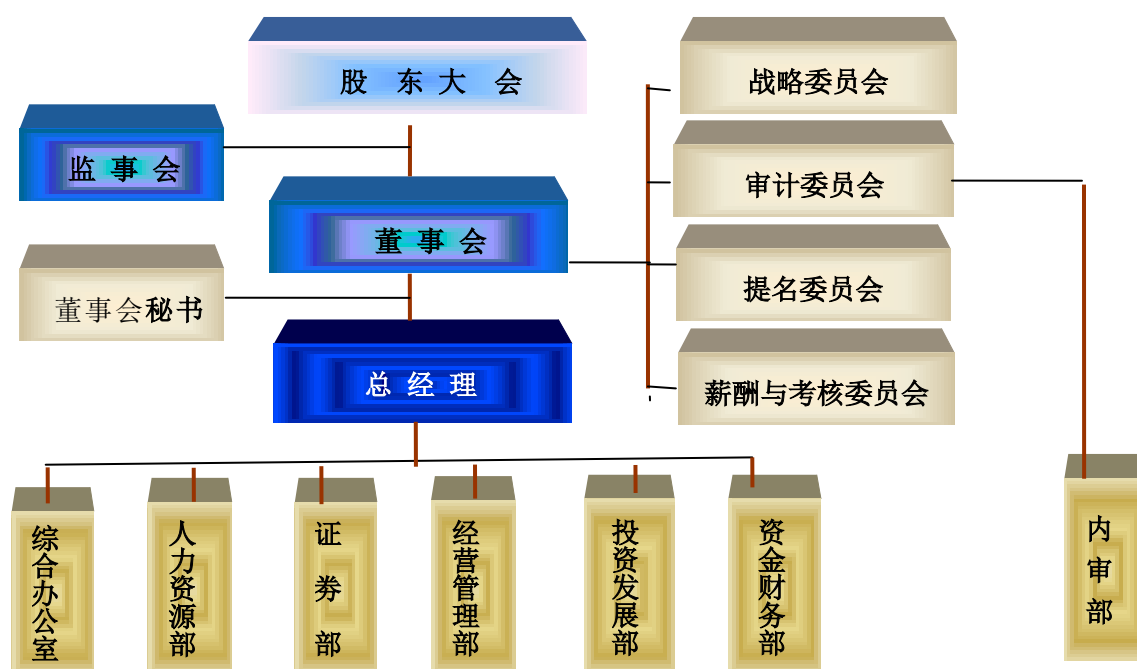 股 东 大 会
战略委员会
监 事 会
审计委员会
董 事 会
提名委员会
董事会秘书
总 经 理
薪酬与考核委员会
综合办公室
人力资源部
证 券 部
经营管理部
投资发展部
资金财务部
内审部